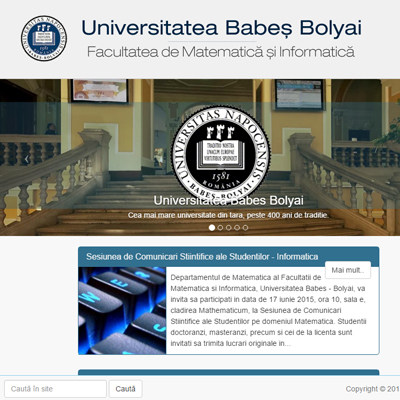 Universitatea Babeș Bolyai
Facultatea de Matematică și Informatică
UNIVERSITAS NAPOCENSIS
TRADITIO NOSTRA
UNACUM EUROPAE
VIRTUTIBUS SPLENDET
1581
ROMÂNIA
BABEȘ-BOLYAI
Universitatea Babes Bolyai
Cea mai mare universitate din tara, peste 400 ani de traditie.
Sesiunea de Comunicari Stiintifice ale Studentilor - Informatica
Mai mult..
Departamentul de Matematica al Facultatii de
Matematica si Informatica, Universitatea Babes - Bolyai, va
invita sa participati in data de 17 iunie 2015, ora 10, sala e,
cladirea Mathematicum, la Sesiunea de Comunicari
Stiintifice ale Studentilor pe domeniul Matematica. Studentii
doctoranzi, masteranzi, precum si cei de la licenta sunt
invitati sa trimita lucrari originale in...
Caută în site
Caută
Copyright © 201